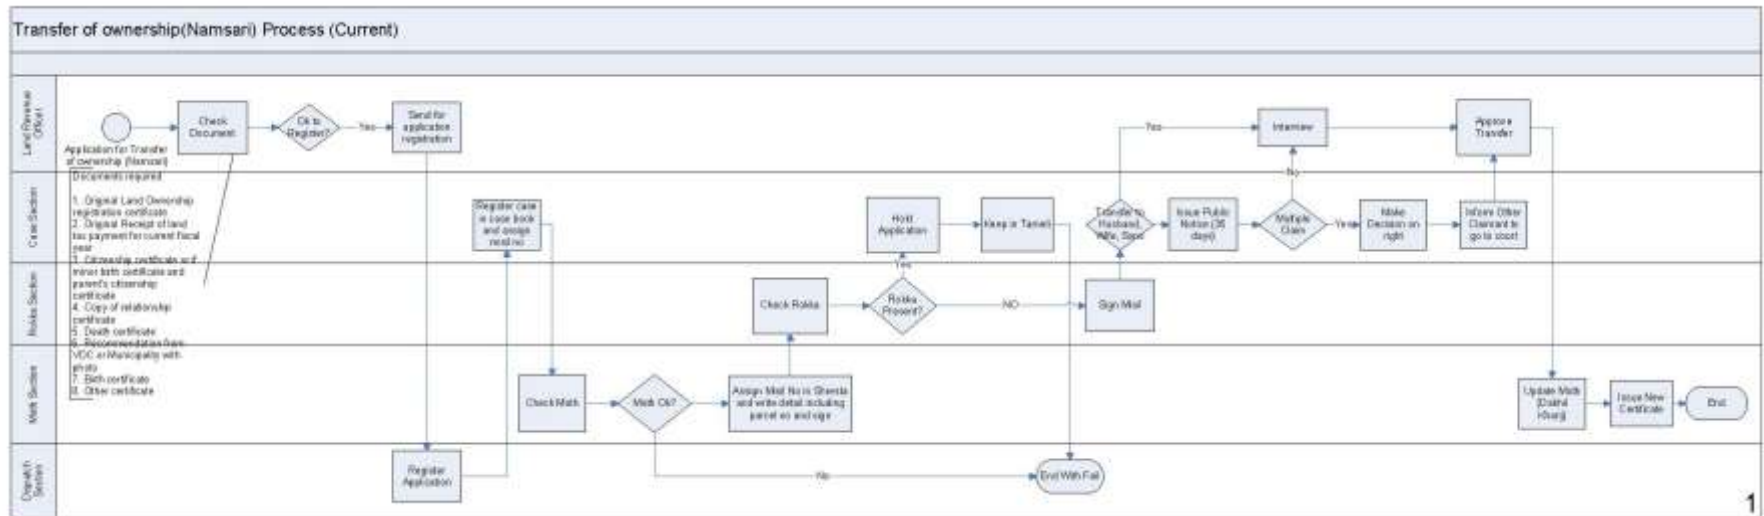 Transfer of ownership(Namsari) Process (Current)
Land Revenue
Officer
Application for Transfer
of ownership (Namsari)
Check
Document
Ok to
Register?
Yes
Send for
application
registration
Yes
Interview
Approve
Transfer
Case Section
Documents required
1. Original Land Ownership
registration certificate
2. Original Receipt of land
tax payment for current fiscal
year
3. Citizenship certificate or if
minor birth certificate and
parent's citizenship
certificate
4. Copy of relationship
certificate
5. Death certificate
6. Recommendation from
VDC or Municipality with
photo
7. Birth certificate
8. Other certificate
Register case
in case book
and assign
Hold
Application
Keep in Tameli
Transfer to
Husband,
Wife, Sons
Issue Public
Notice (35
days)
Multiple
Claim
No
Yes
Make
Decision on
right
Inform Other
Claimant to
go to court
Rokka Section
Check Rokka
Rokka
Present?
Yes
NO
Sign Misil
Moth Section
Check Moth
Moth Ok?
Assign Misil No in Shresta
and write detail including
parcel no and sign
Update Moth
(Dakhil
Issue New
Certificate
End
Dispatch
Section
Register
Application
No
End With Fail
1